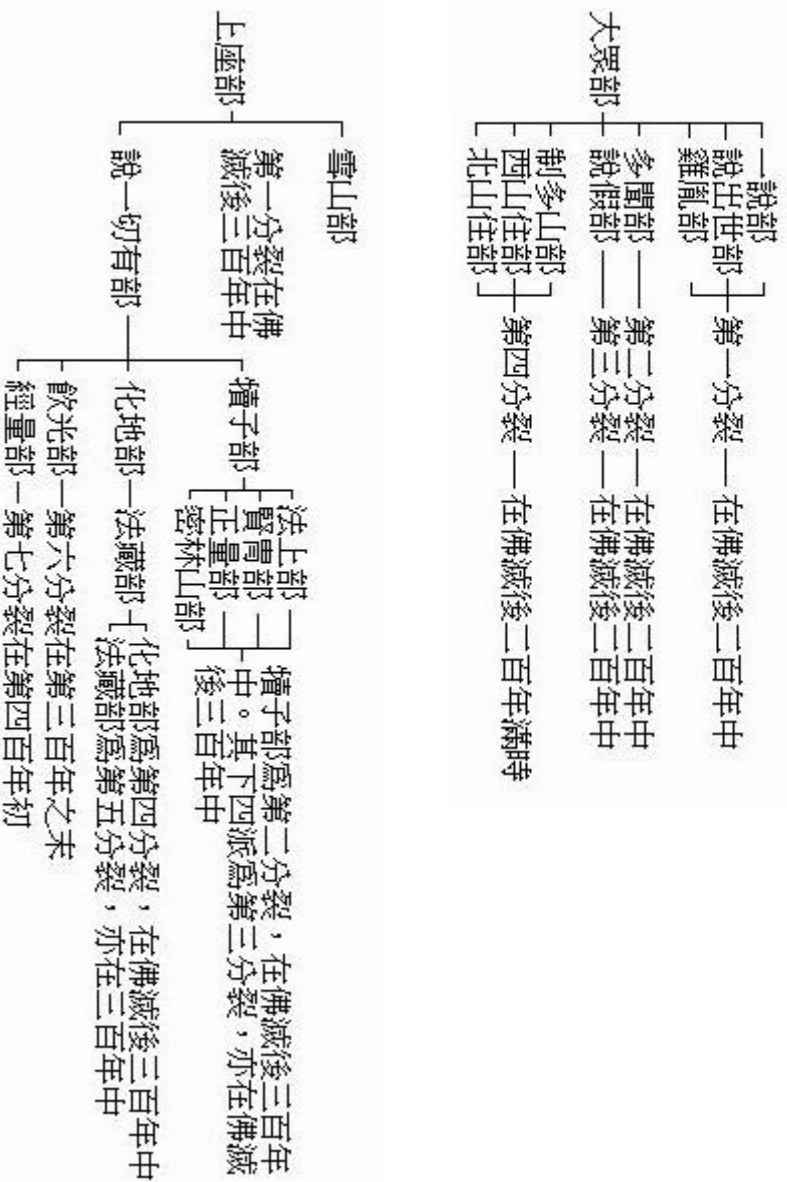 大眾部
一說部
說出世部
雞胤部
第一分裂 — 在佛滅後二百年中
多聞部 — 第二分裂 — 在佛滅後二百年中
說假部 — 第三分裂 — 在佛滅後二百年中
制多山部
西山住部
北山住部
第四分裂 — 在佛滅後二百年滿時
上座部
雪山部
第一分裂在佛
滅後三百年中
說一切有部
犢子部
法上部
賢冑部
正量部
密林山部
犢子部爲第二分裂，在佛滅後三百年
中。其下四派爲第三分裂，亦在佛滅
後三百年中
化地部 — 法藏部
化地部爲第四分裂，在佛滅後三百年中
法藏部爲第五分裂，亦在三百年中
飲光部 — 第六分裂在第三百年之末
經量部 — 第七分裂在第四百年初